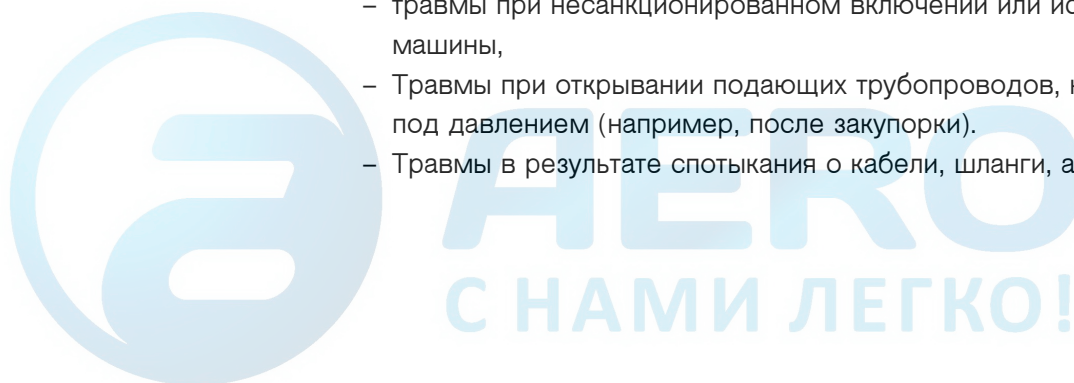 – травмы при несанкционированном включении или
машины,
– Травмы при открывании подающих трубопроводов,
под давлением (например, после закупорки).
– Травмы в результате спотыкания о кабели, шланги,
AERO
С НАМИ ЛЕГКО!